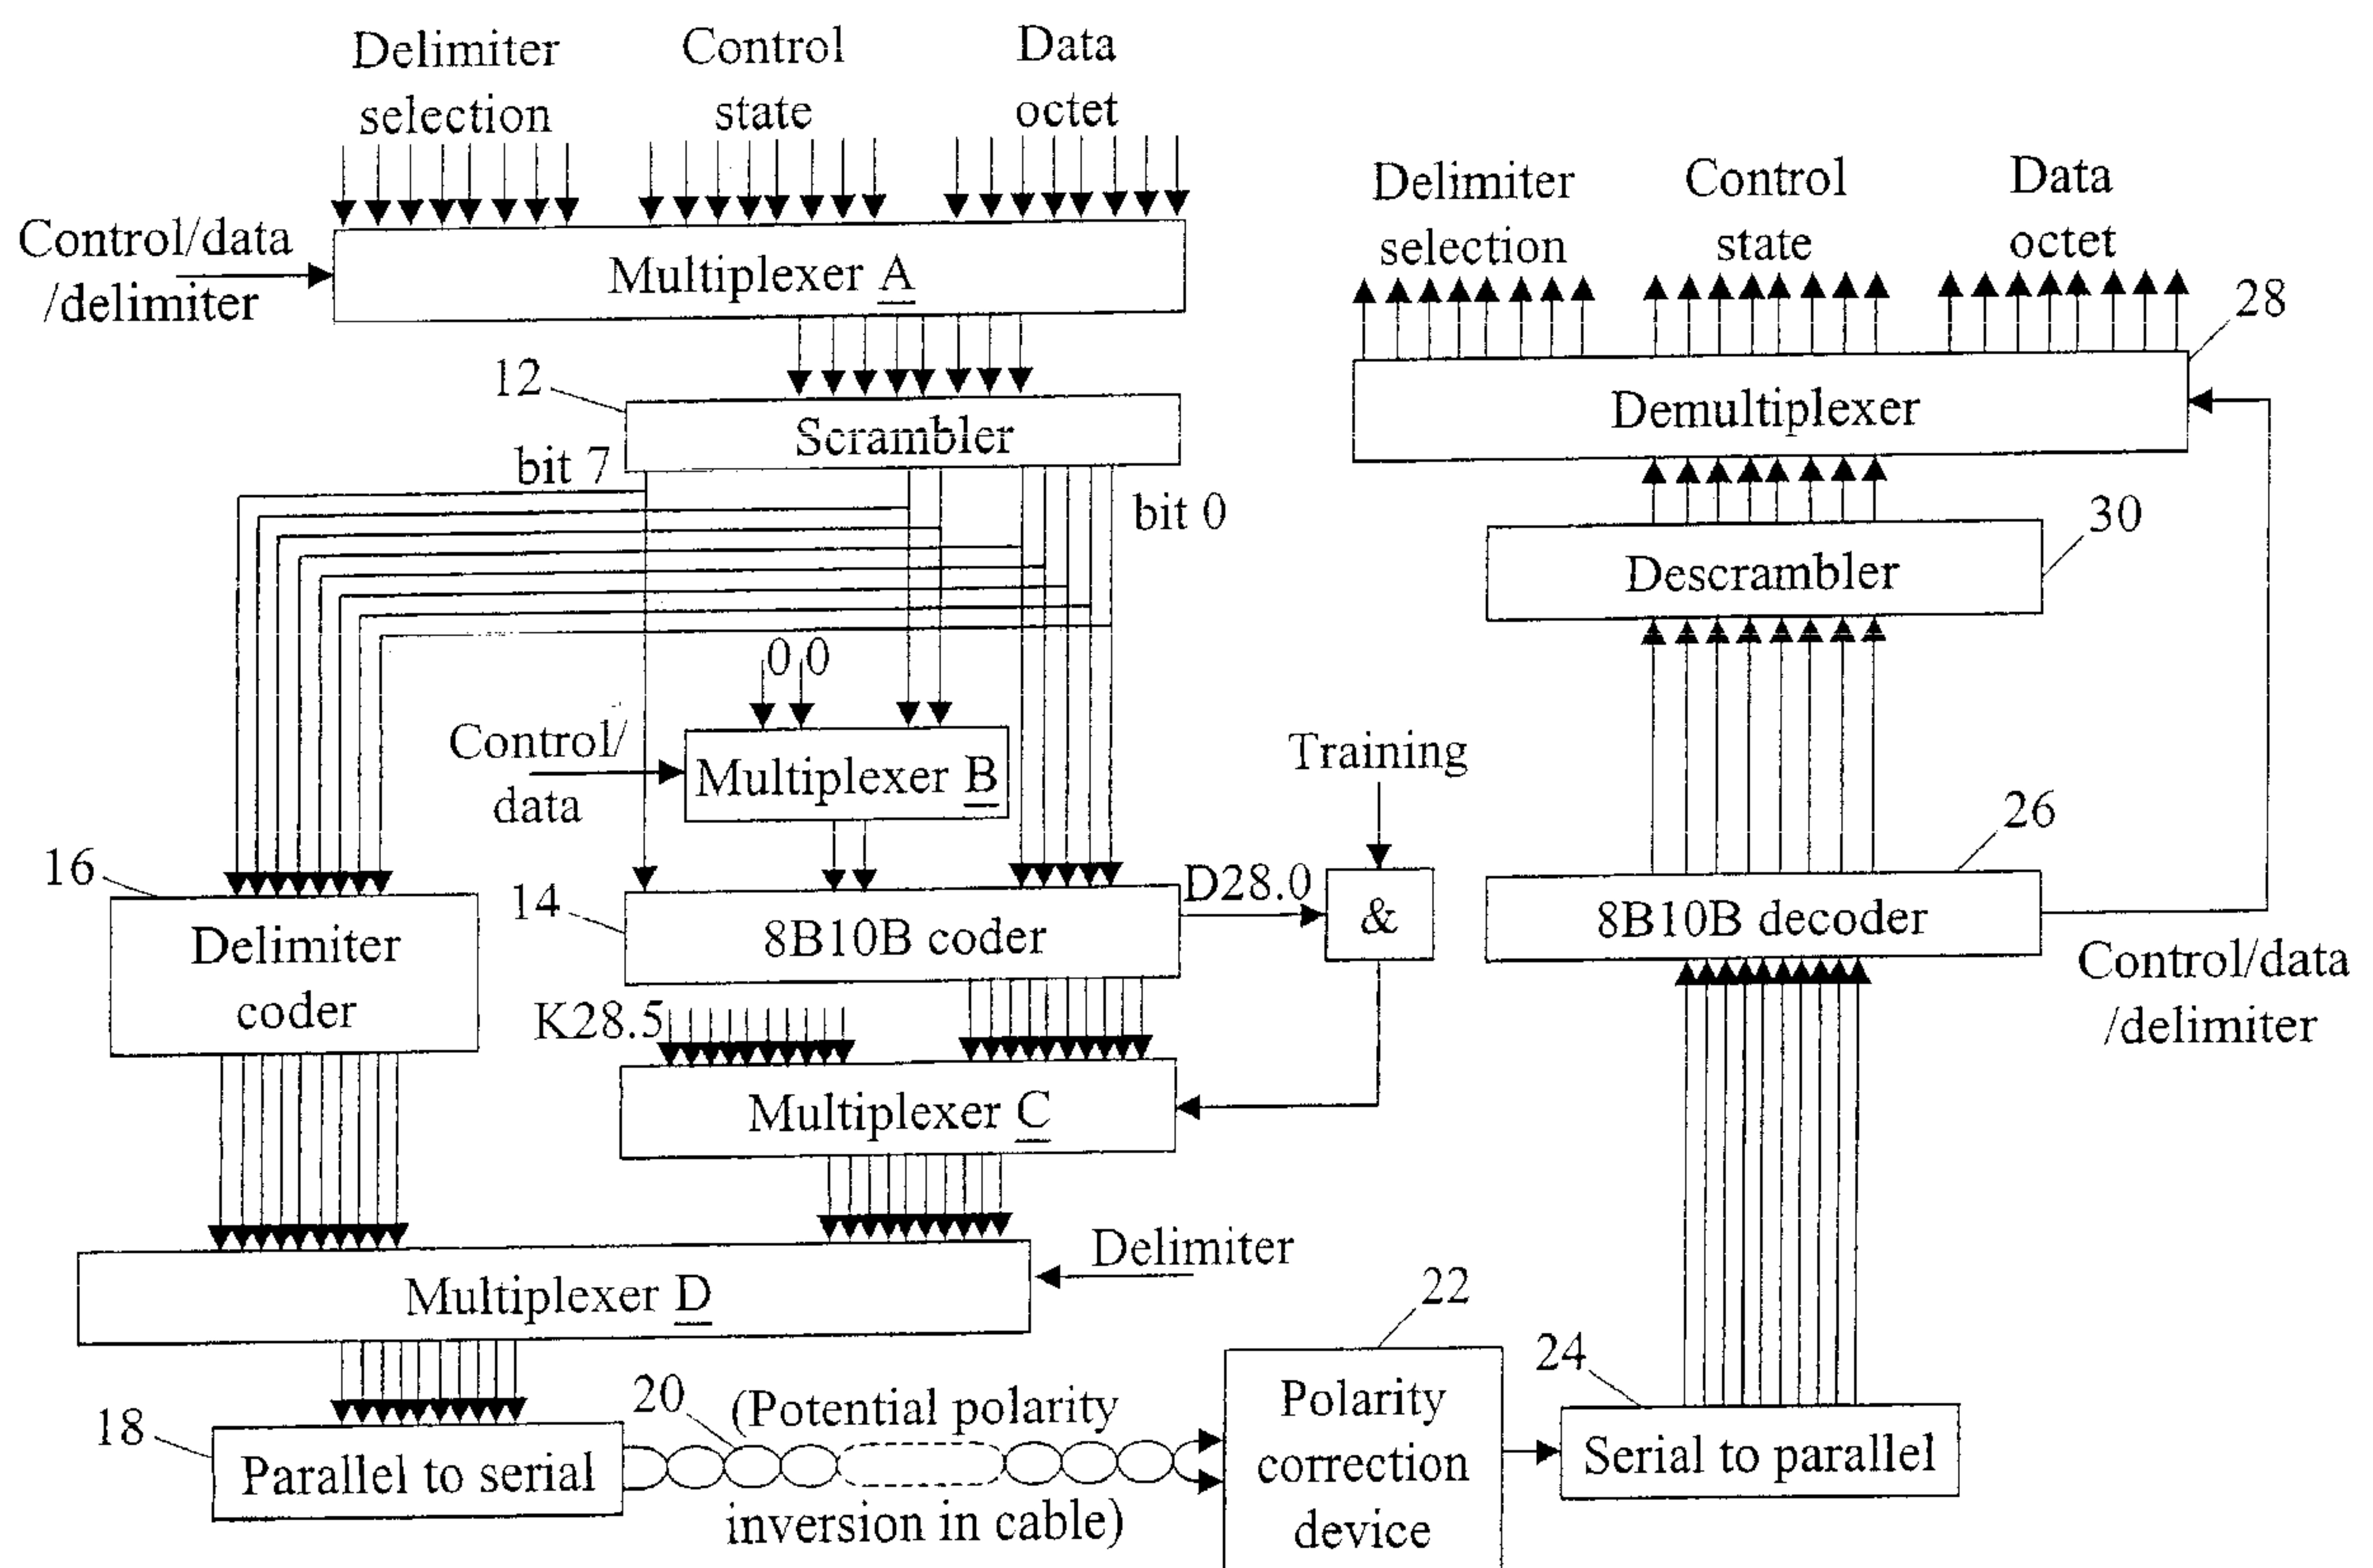 Delimiter
selection
Control
state
Data
octet
Control/data
/delimiter
Multiplexer A
12
Scrambler
bit 7
bit 0
0 0
Control/
data
Multiplexer B
16
Delimiter
coder
14
8B10B coder
D28.0
Training
&
K28.5
Multiplexer C
Multiplexer D
Delimiter
18
Parallel to serial
20
(Potential polarity
inversion in cable)
22
Polarity
correction
device
24
Serial to parallel
Delimiter
selection
Control
state
Data
octet
28
Demultiplexer
30
Descrambler
26
8B10B decoder
Control/data
/delimiter